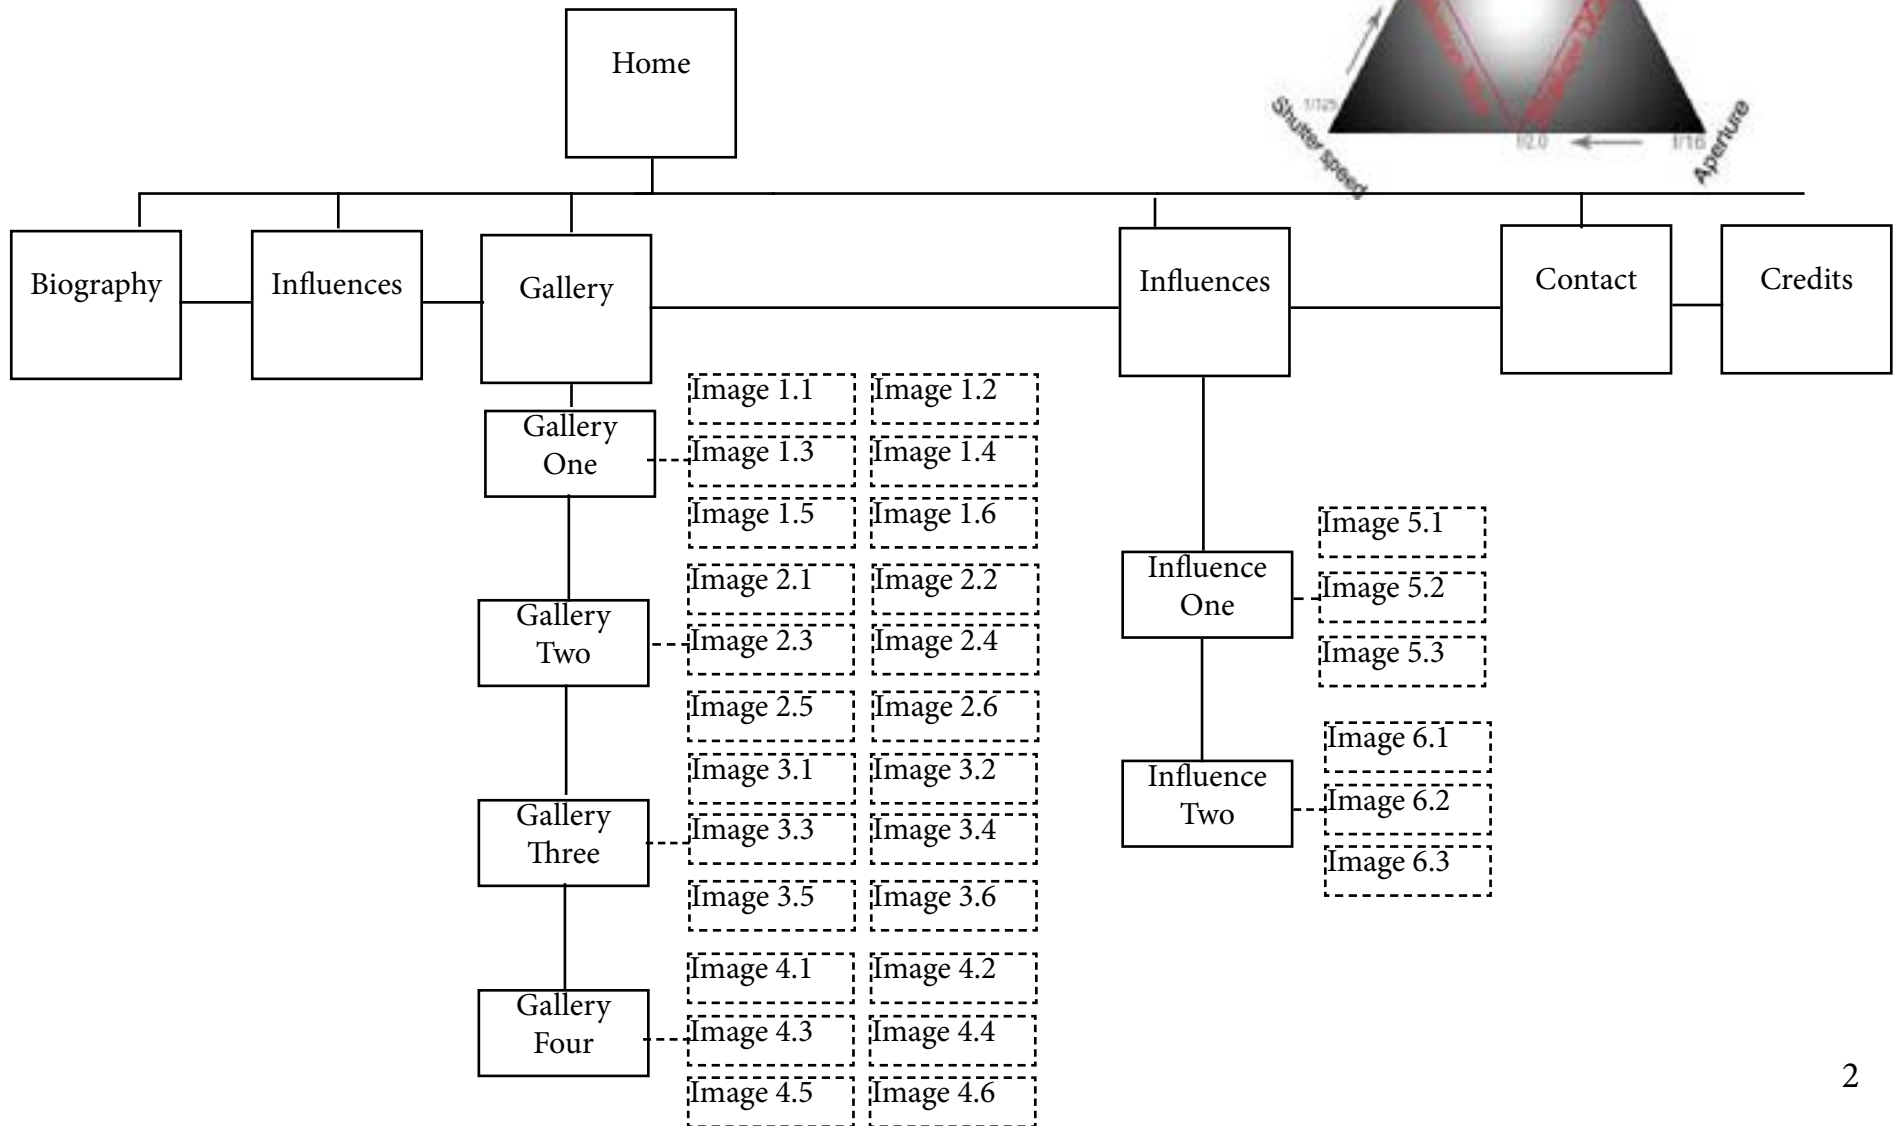 Home
1/125
Shutter speed
f/2.0
f/16
Aperture
Biography
Influences
Gallery
Influences
Contact
Credits
Gallery
One
Image 1.1
Image 1.2
Image 1.3
Image 1.4
Image 1.5
Image 1.6
Gallery
Two
Image 2.1
Image 2.2
Image 2.3
Image 2.4
Image 2.5
Image 2.6
Gallery
Three
Image 3.1
Image 3.2
Image 3.3
Image 3.4
Image 3.5
Image 3.6
Gallery
Four
Image 4.1
Image 4.2
Image 4.3
Image 4.4
Image 4.5
Image 4.6
Influence
One
Image 5.1
Image 5.2
Image 5.3
Influence
Two
Image 6.1
Image 6.2
Image 6.3
2